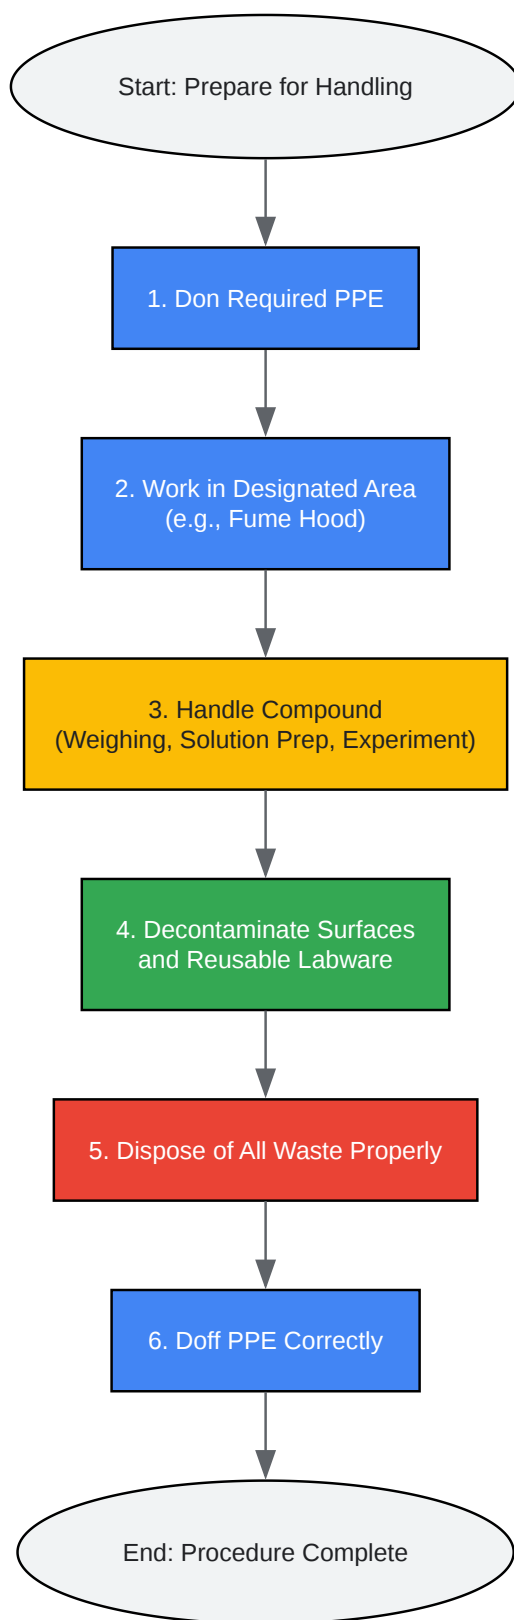 Start: Prepare for Handling
1. Don Required PPE
2. Work in Designated Area
(e.g., Fume Hood)
3. Handle Compound
(Weighing, Solution Prep, Experiment)
4. Decontaminate Surfaces
and Reusable Labware
5. Dispose of All Waste Properly
6. Doff PPE Correctly
End: Procedure Complete